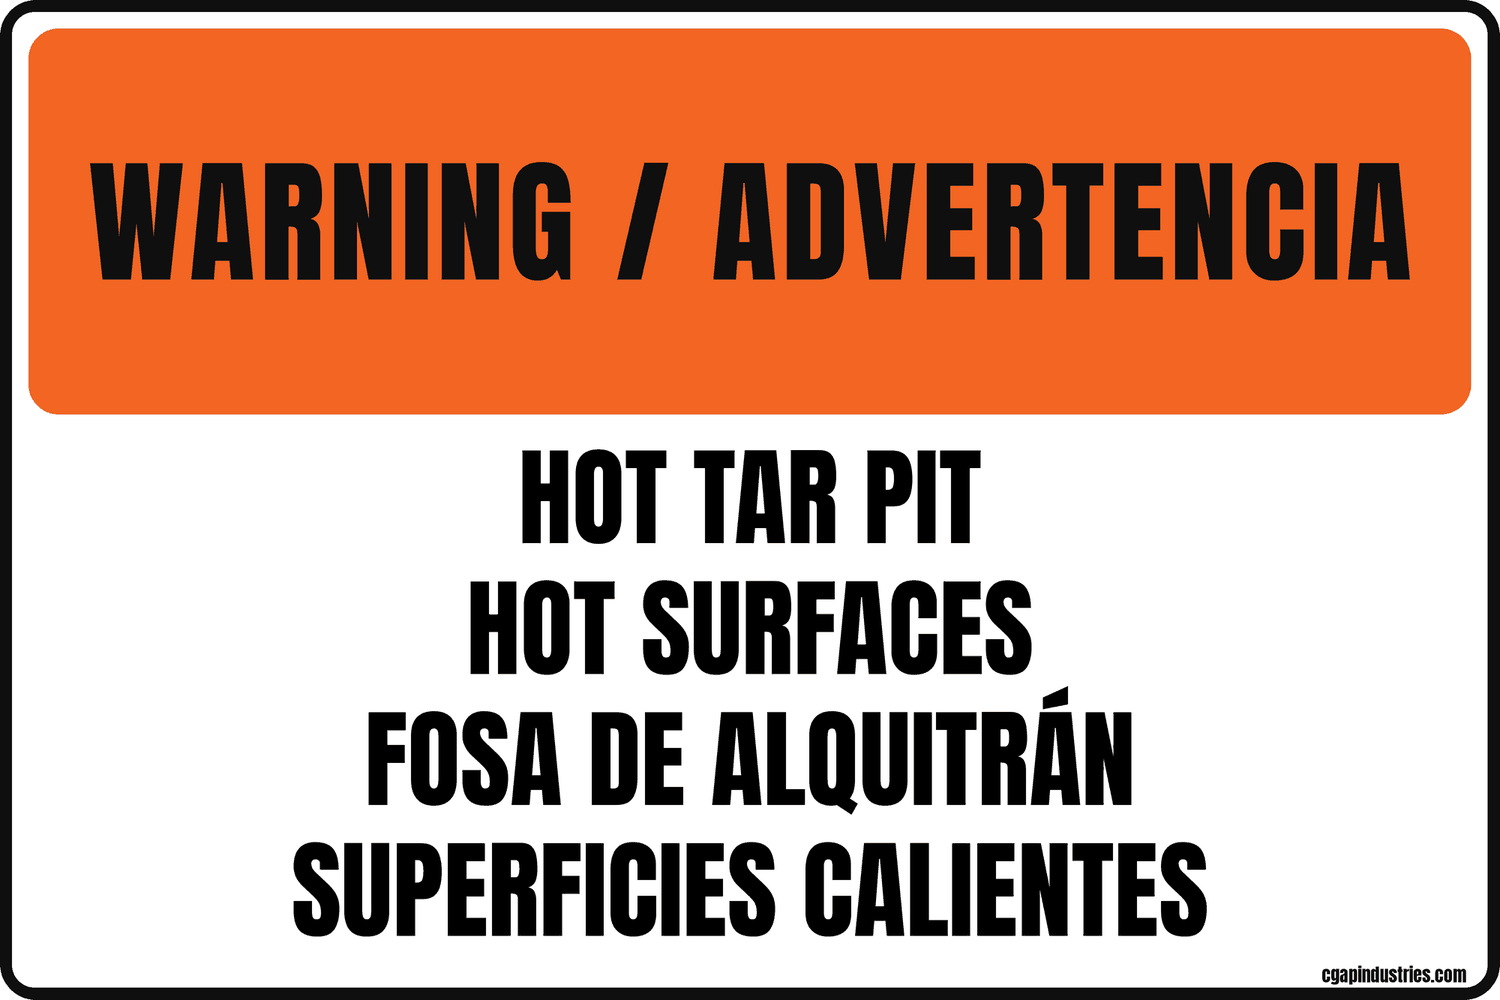 WARNING / ADVERTENCIA
HOT TAR PIT
HOT SURFACES
FOSA DE ALQUITRÁN
SUPERFICIES CALIENTES
cgapindustries.com